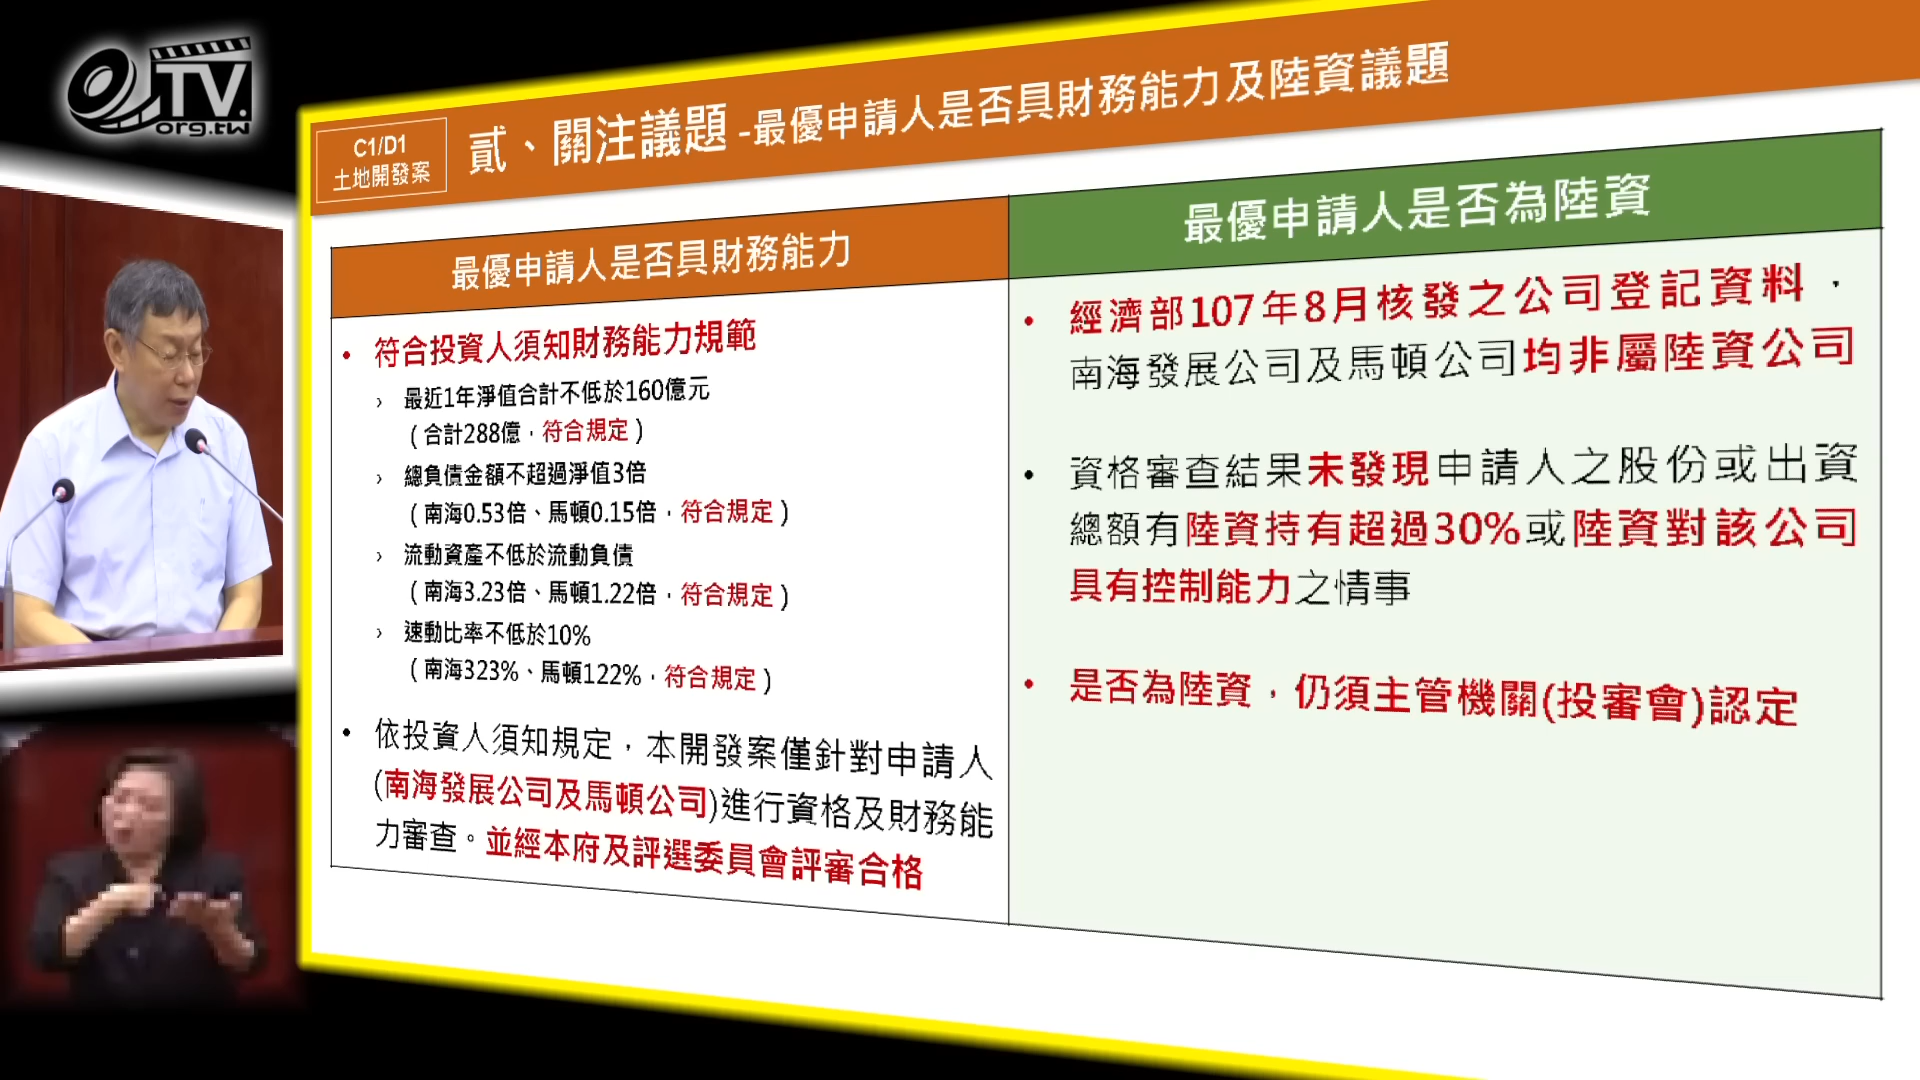 TV.
org.tw
C1/D1
土地開發案
貳、關注議題-最優申請人是否具財務能力及陸資議題
最優申請人是否具財務能力
• 符合投資人須知財務能力規範
› 最近1年淨值合計不低於160億元
(合計288億，符合規定)
› 總負債金額不超過淨值3倍
(南海0.53倍、馬頓0.15倍，符合規定)
› 流動資產不低於流動負債
(南海3.23倍、馬頓1.22倍，符合規定)
› 速動比率不低於10%
(南海323%、馬頓122%，符合規定)
• 依投資人須知規定，本開發案僅針對申請人
(南海發展公司及馬頓公司)進行資格及財務能
力審查。並經本府及評選委員會評審合格
最優申請人是否為陸資
• 經濟部107年8月核發之公司登記資料，
南海發展公司及馬頓公司均非屬陸資公司
• 資格審查結果未發現申請人之股份或出資
總額有陸資持有超過30%或陸資對該公司
具有控制能力之情事
• 是否為陸資，仍須主管機關(投審會)認定